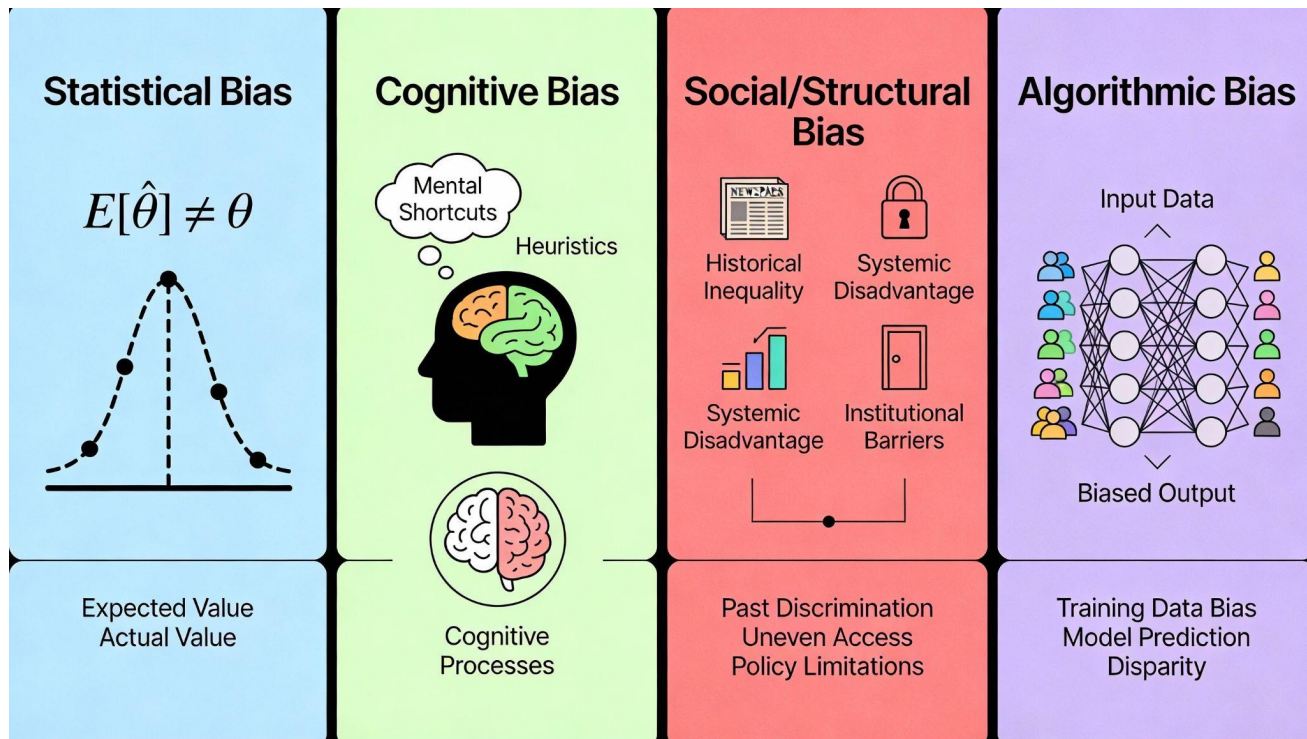 Statistical Bias
E[θ̂] ≠ θ
Expected Value
Actual Value
Cognitive Bias
Mental
Shortcuts
Heuristics
Cognitive
Processes
Social/Structural
Bias
NEWZPAPS
Historical
Inequality
Systemic
Disadvantage
Systemic
Disadvantage
Institutional
Barriers
Past Discrimination
Uneven Access
Policy Limitations
Algorithmic Bias
Input Data
Biased Output
Training Data Bias
Model Prediction
Disparity